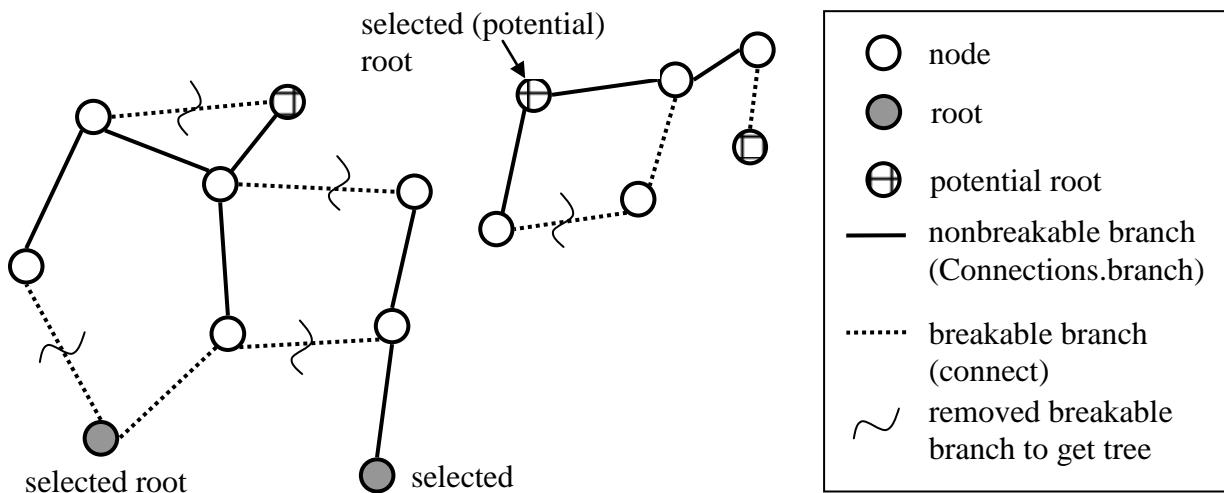 selected (potential)
root
selected root
selected
node
root
potential root
nonbreakable branch
(Connections.branch)
breakable branch
(connect)
removed breakable
branch to get tree